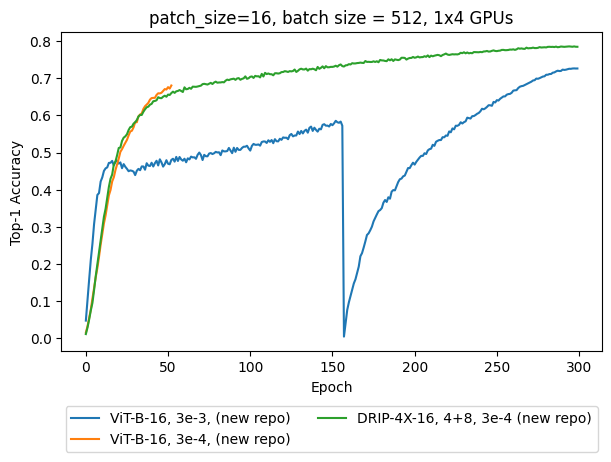 patch_size=16, batch size = 512, 1x4 GPUs
0.8
0.7
0.6
0.5
0.4
0.3
0.2
0.1
0.0
Top-1 Accuracy
0 50 100 150 200 250 300
Epoch
ViT-B-16, 3e-3, (new repo)
ViT-B-16, 3e-4, (new repo)
DRIP-4X-16, 4+8, 3e-4 (new repo)